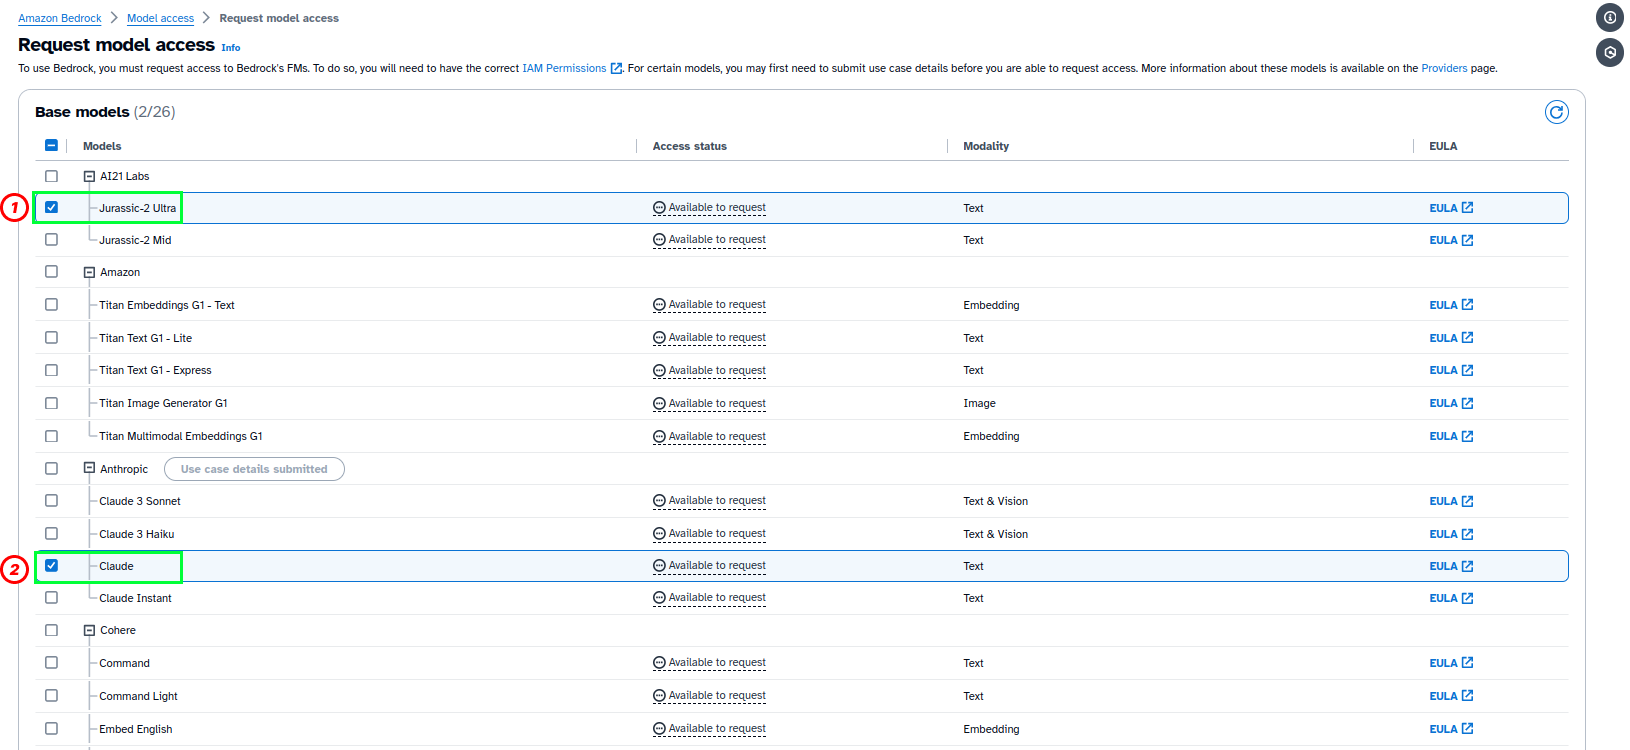 Amazon Bedrock > Model access > Request model access
Request model access Info
To use Bedrock, you must request access to Bedrock's FMs. To do so, you will need to have the correct IAM Permissions. For certain models, you may first need to submit use case details before you are able to request access. More information about these models is available on the Providers page.
Base models (2/26)
Models Access status Modality EULA
AI21 Labs
1 Jurassic-2 Ultra Available to request Text EULA
Jurassic-2 Mid Available to request Text EULA
Amazon
Titan Embeddings G1 - Text Available to request Embedding EULA
Titan Text G1 - Lite Available to request Text EULA
Titan Text G1 - Express Available to request Text EULA
Titan Image Generator G1 Available to request Image EULA
Titan Multimodal Embeddings G1 Available to request Embedding EULA
Anthropic Use case details submitted
Claude 3 Sonnet Available to request Text & Vision EULA
Claude 3 Haiku Available to request Text & Vision EULA
2 Claude Available to request Text EULA
Claude Instant Available to request Text EULA
Cohere
Command Available to request Text EULA
Command Light Available to request Text EULA
Embed English Available to request Embedding EULA